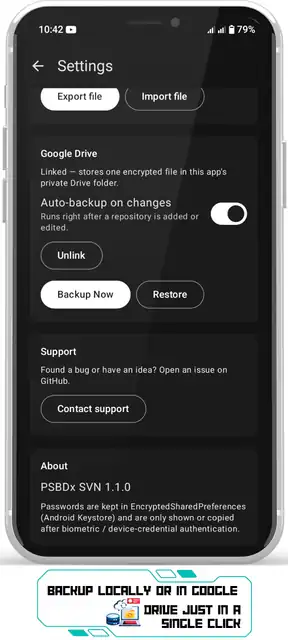 10:42
79%
Settings
Export file
Import file
Google Drive
Linked — stores one encrypted file in this app's
private Drive folder.
Auto-backup on changes
Runs right after a repository is added or
edited.
Unlink
Backup Now
Restore
Support
Found a bug or have an idea? Open an issue on
GitHub.
Contact support
About
PSBDx SVN 1.1.0
Passwords are kept in EncryptedSharedPreferences
(Android Keystore) and are only shown or copied
after biometric / device-credential authentication.
BACKUP LOCALLY OR IN GOOGLE
DRIVE JUST IN A
SINGLE CLICK